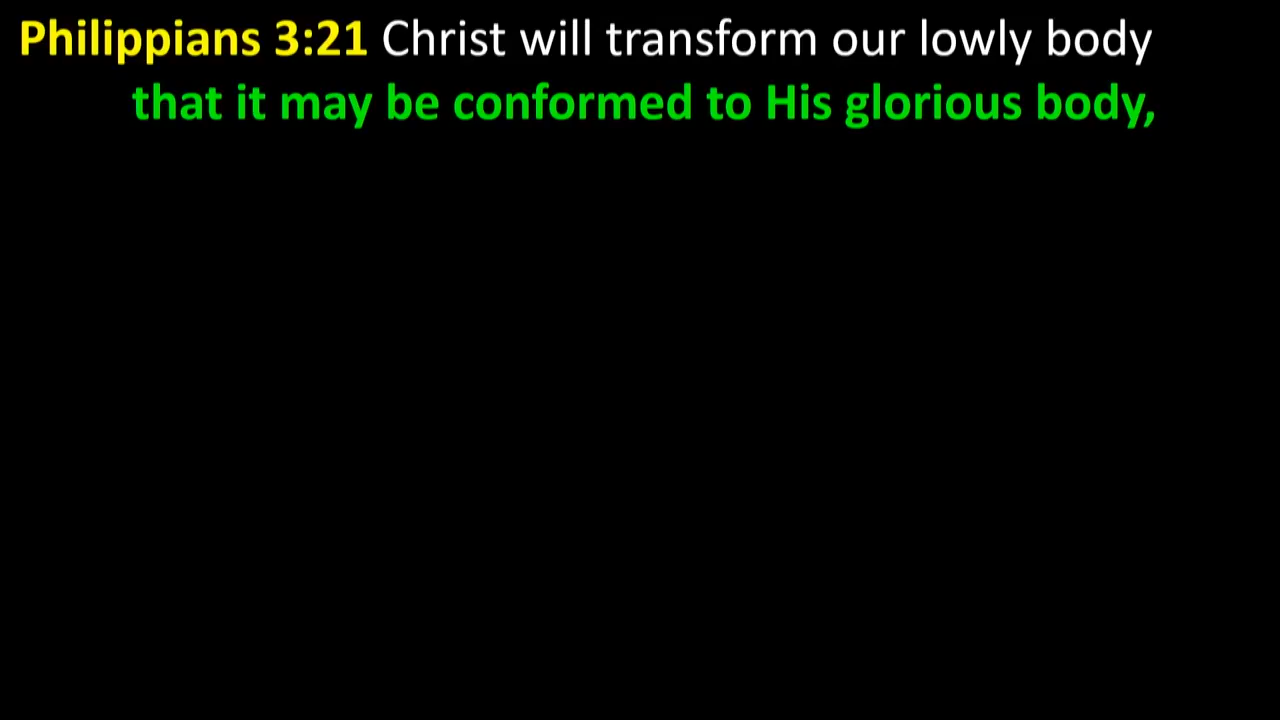 Philippians 3:21 Christ will transform our lowly body
that it may be conformed to His glorious body,